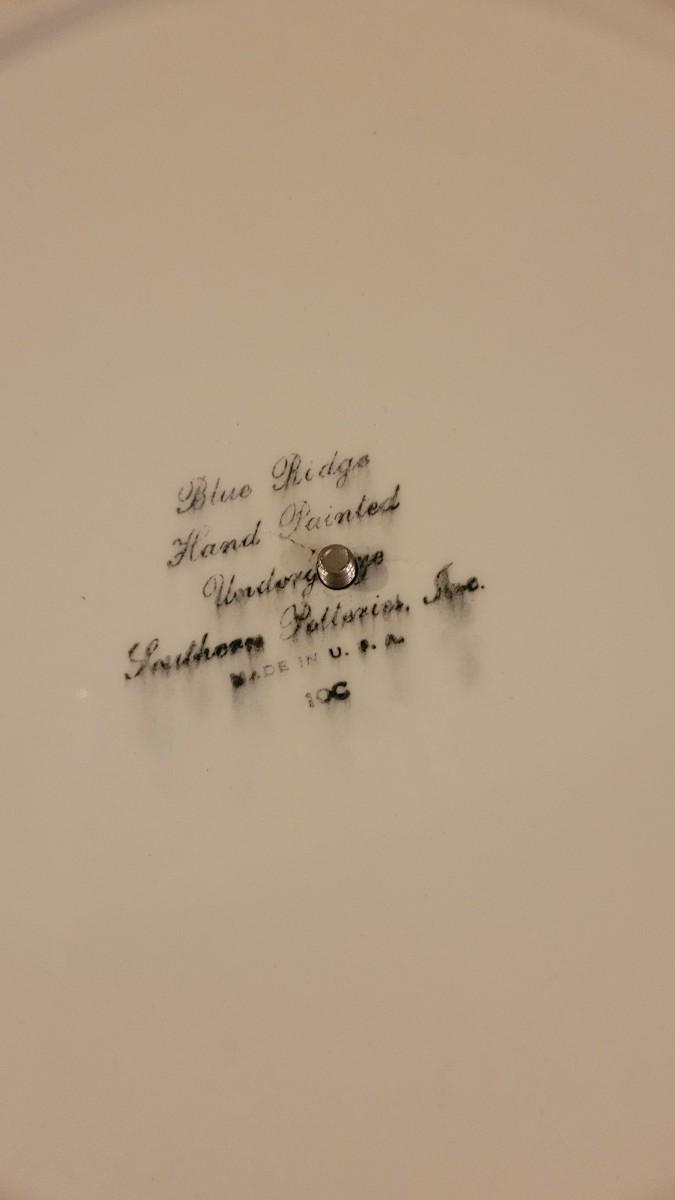 Blue Ridge
Hand Painted
Southern Potteries, Inc.
MADE IN U. S. A.
10C